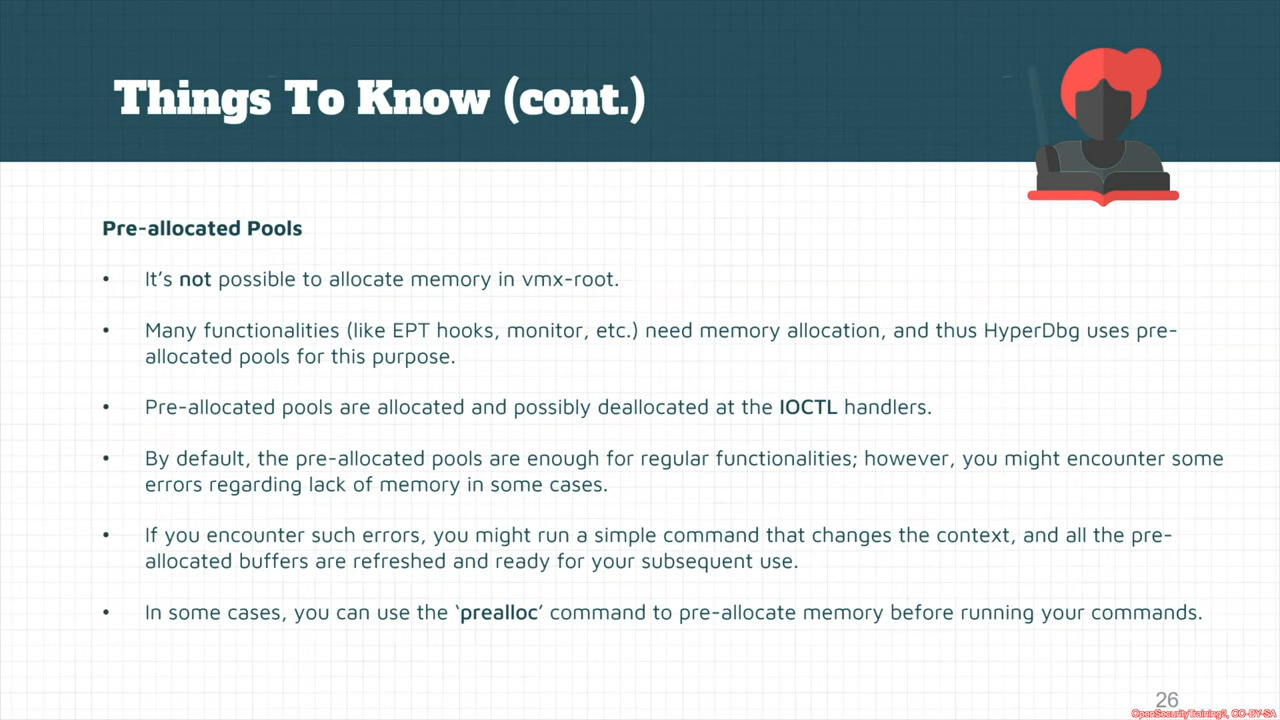 Things To Know (cont.)
Pre-allocated Pools
• It’s not possible to allocate memory in vmx-root.
• Many functionalities (like EPT hooks, monitor, etc.) need memory allocation, and thus HyperDbg uses pre-
allocated pools for this purpose.
• Pre-allocated pools are allocated and possibly deallocated at the IOCTL handlers.
• By default, the pre-allocated pools are enough for regular functionalities; however, you might encounter some
errors regarding lack of memory in some cases.
• If you encounter such errors, you might run a simple command that changes the context, and all the pre-
allocated buffers are refreshed and ready for your subsequent use.
• In some cases, you can use the ‘prealloc’ command to pre-allocate memory before running your commands.
26
OpenSecurityTraining2, CC-BY-SA